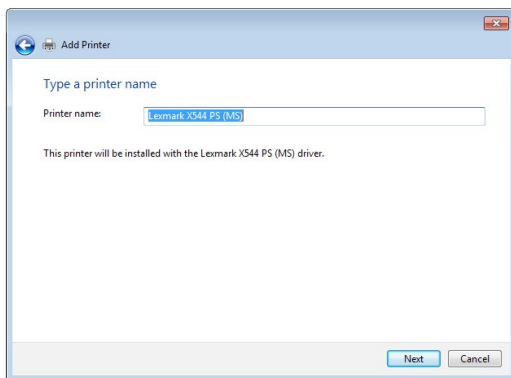 Add Printer
Type a printer name
Printer name: Lexmark X544 PS (MS)
This printer will be installed with the Lexmark X544 PS (MS) driver.
Next Cancel